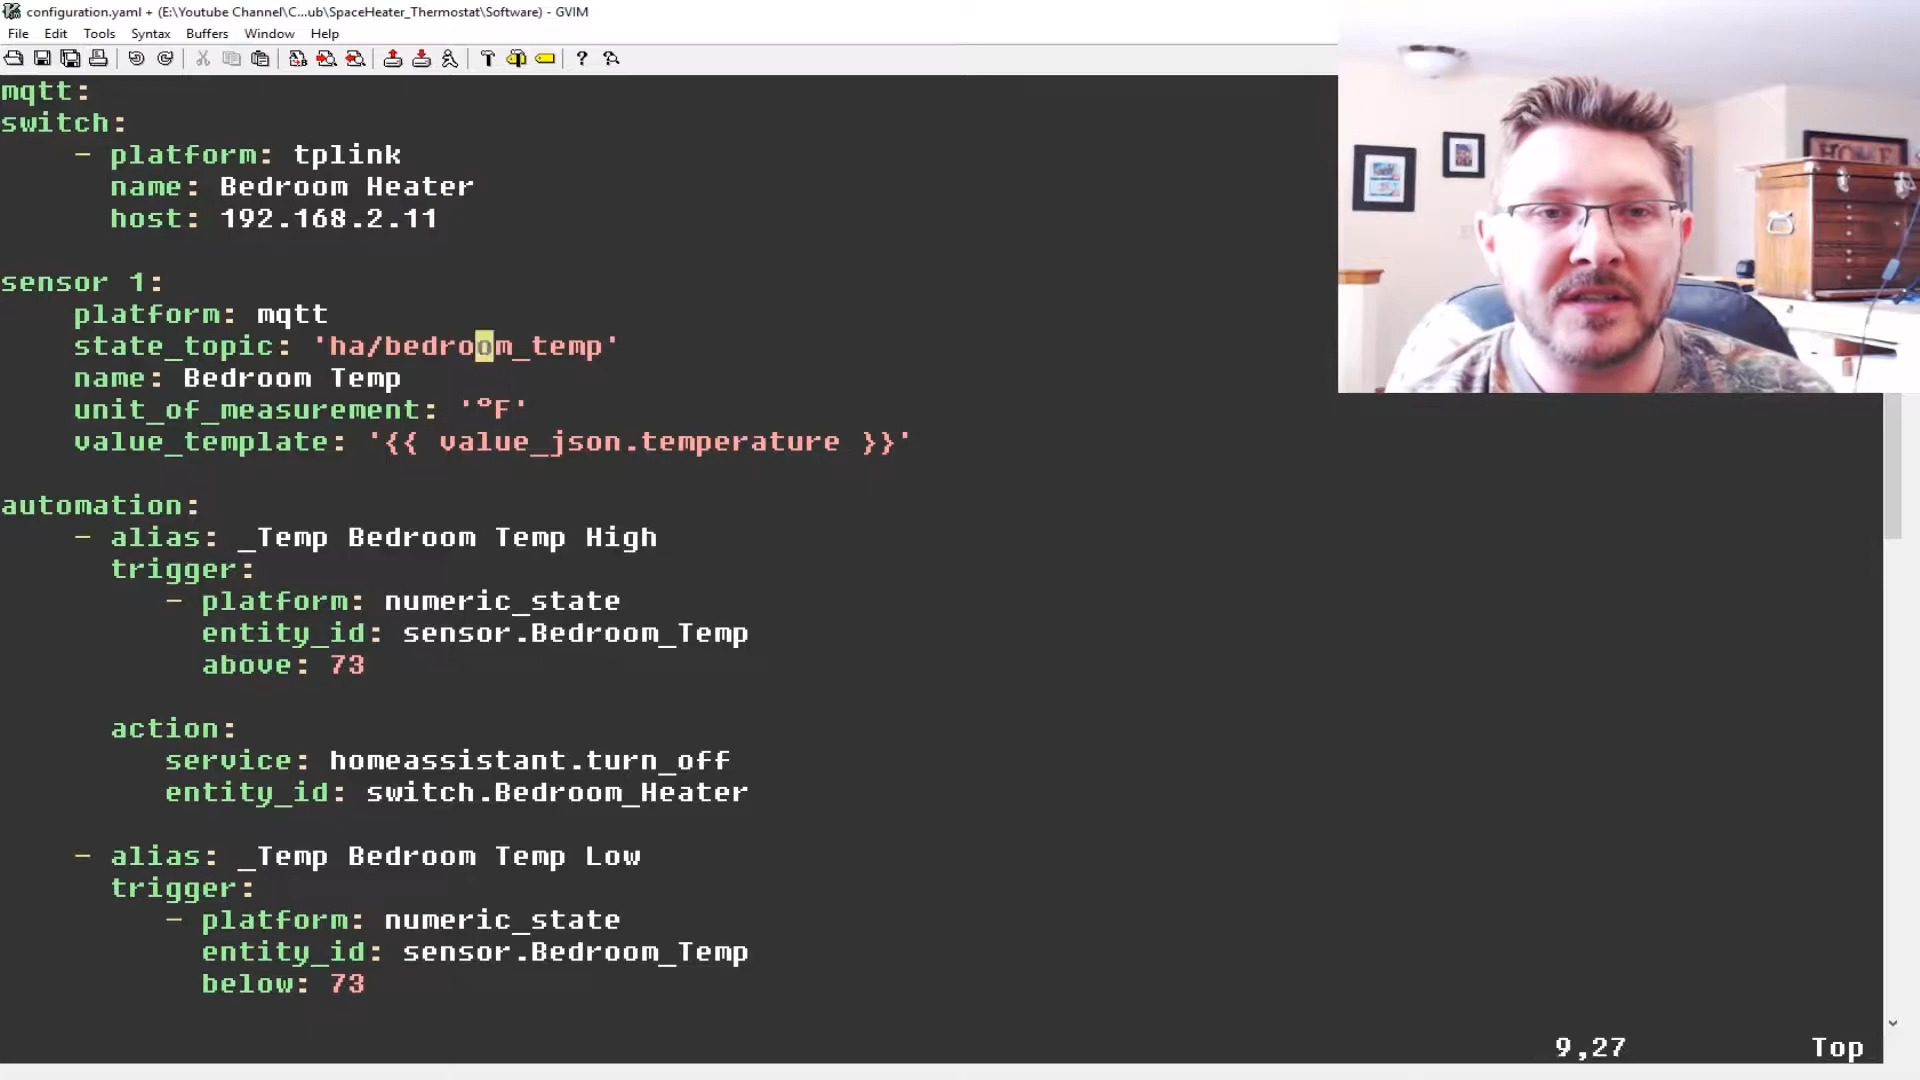 configuration.yaml + (E:\Youtube Channel\C...ub\SpaceHeater_Thermostat\Software) - GVIM
File Edit Tools Syntax Buffers Window Help
mqtt:
switch:
- platform: tplink
name: Bedroom Heater
host: 192.168.2.11
sensor 1:
platform: mqtt
state_topic: 'ha/bedroom_temp'
name: Bedroom Temp
unit_of_measurement: '°F'
value_template: '{{ value_json.temperature }}'
automation:
- alias: _Temp Bedroom Temp High
trigger:
- platform: numeric_state
entity_id: sensor.Bedroom_Temp
above: 73
action:
service: homeassistant.turn_off
entity_id: switch.Bedroom_Heater
- alias: _Temp Bedroom Temp Low
trigger:
- platform: numeric_state
entity_id: sensor.Bedroom_Temp
below: 73
9,27 Top
HOME